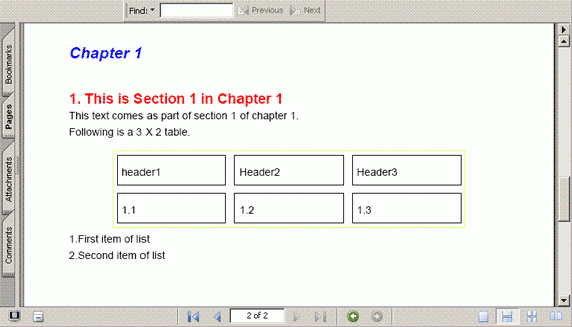 Find:
Previous
Next
Bookmarks
Pages
Attachments
Comments
Chapter 1
1. This is Section 1 in Chapter 1
This text comes as part of section 1 of chapter 1.
Following is a 3 X 2 table.
header1 Header2 Header3
1.1 1.2 1.3
1.First item of list
2.Second item of list
2 of 2